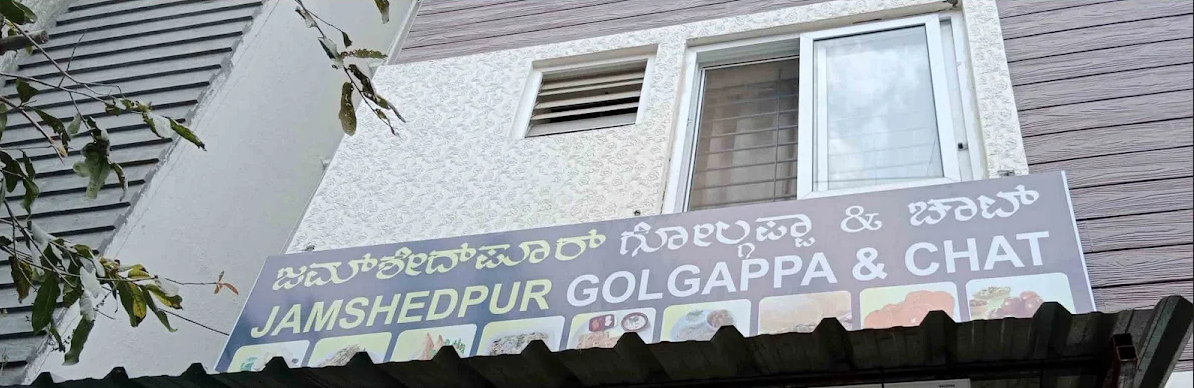 ಜಮ್‌ಶೇದ್‌ಪೂರ್ ಗೋಲ್ಗಪ್ಪಾ & ಚಾಟ್
JAMSHEDPUR GOLGAPPA & CHAT